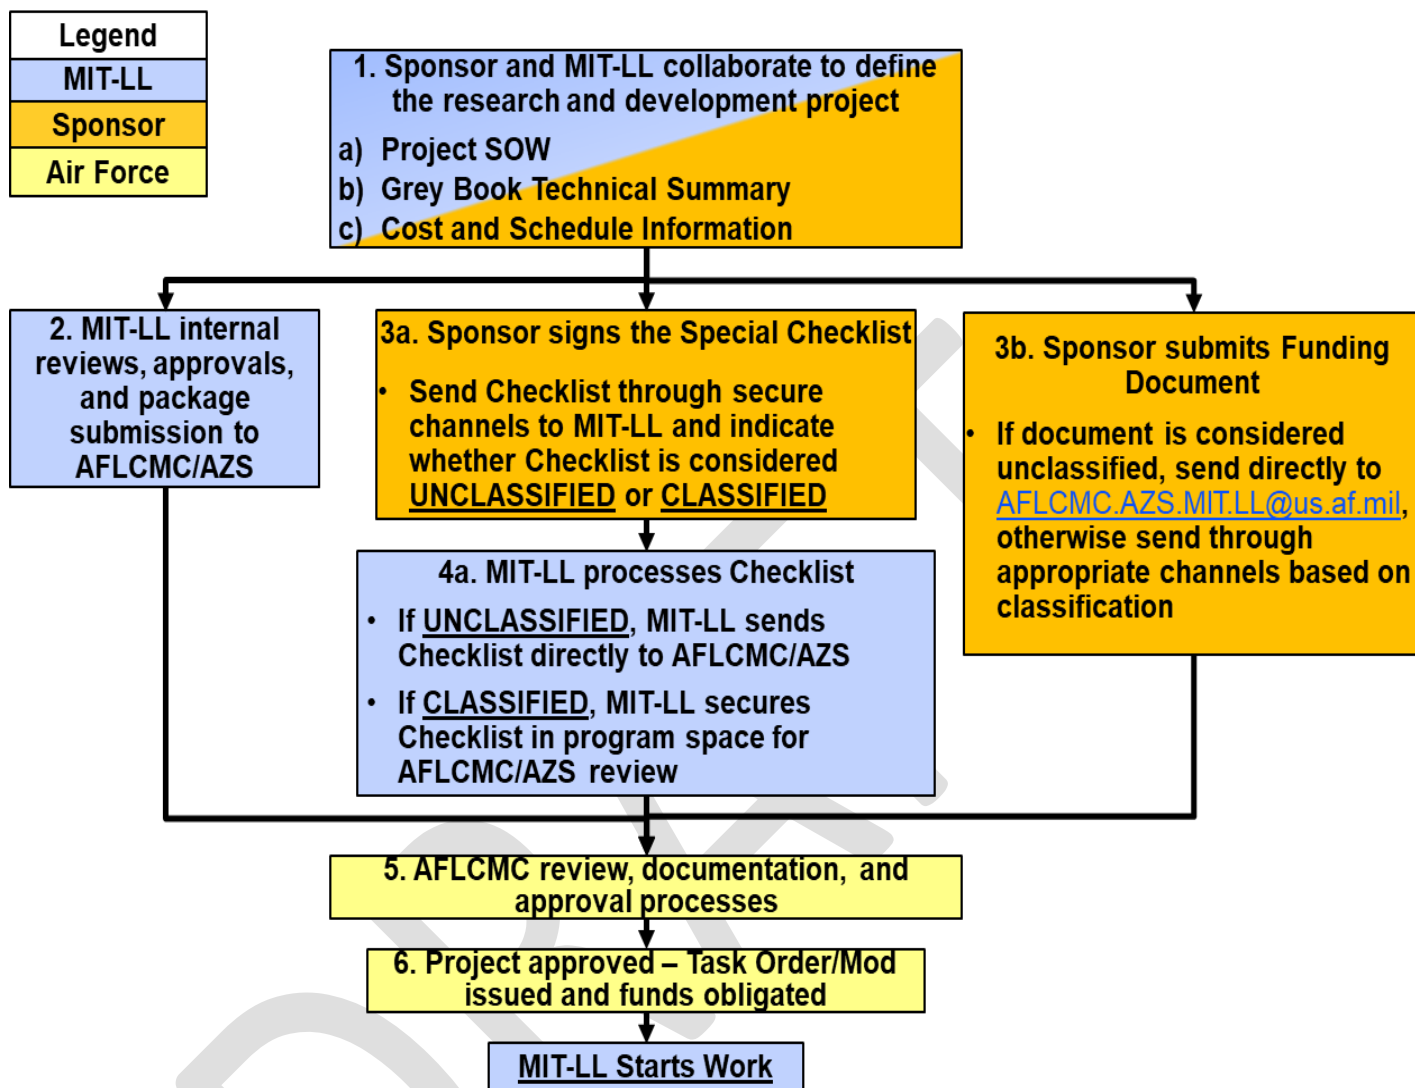 Legend
MIT-LL
Sponsor
Air Force
1. Sponsor and MIT-LL collaborate to define
the research and development project
a) Project SOW
b) Grey Book Technical Summary
c) Cost and Schedule Information
2. MIT-LL internal
reviews, approvals,
and package
submission to
AFLCMC/AZS
3a. Sponsor signs the Special Checklist
• Send Checklist through secure
channels to MIT-LL and indicate
whether Checklist is considered
UNCLASSIFIED or CLASSIFIED
3b. Sponsor submits Funding
Document
• If document is considered
unclassified, send directly to
AFLCMC.AZS.MIT.LL@us.af.mil,
otherwise send through
appropriate channels based on
classification
4a. MIT-LL processes Checklist
• If UNCLASSIFIED, MIT-LL sends
Checklist directly to AFLCMC/AZS
• If CLASSIFIED, MIT-LL secures
Checklist in program space for
AFLCMC/AZS review
5. AFLCMC review, documentation, and
approval processes
6. Project approved – Task Order/Mod
issued and funds obligated
MIT-LL Starts Work
DRAFT